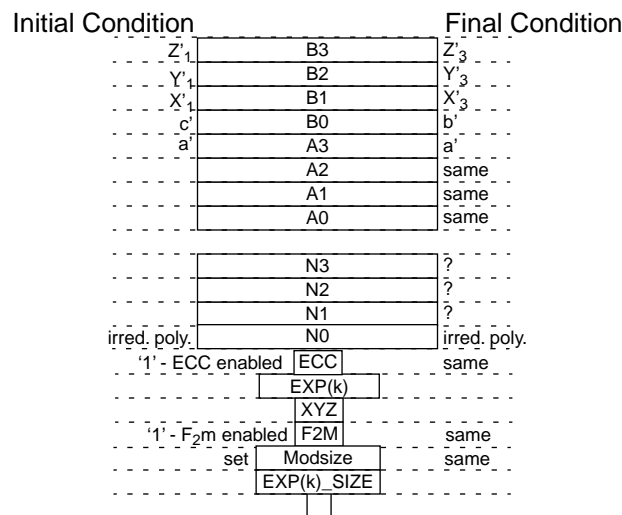 Initial Condition Final Condition
Z'1 B3 Z'3
Y'1 B2 Y'3
X'1 B1 X'3
c' B0 b'
a' A3 a'
A2 same
A1 same
A0 same
N3 ?
N2 ?
N1 ?
irred. poly. N0 irred. poly.
‘1’ - ECC enabled ECC same
EXP(k)
XYZ
‘1’ - F2m enabled F2M same
set Modsize same
EXP(k)_SIZE